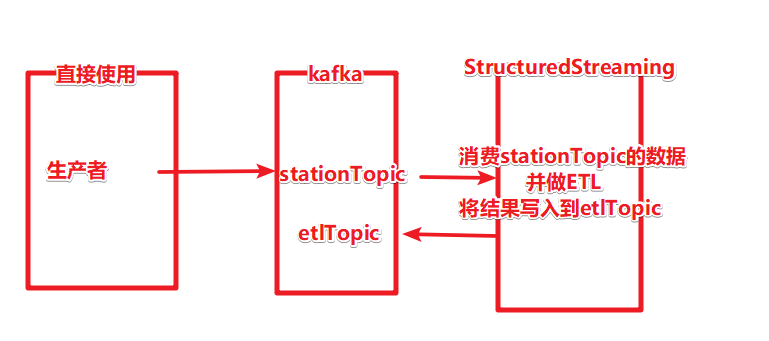 直接使用
生产者
kafka
stationTopic
etlTopic
StructuredStreaming
消费stationTopic的数据
并做ETL
将结果写入到etlTopic